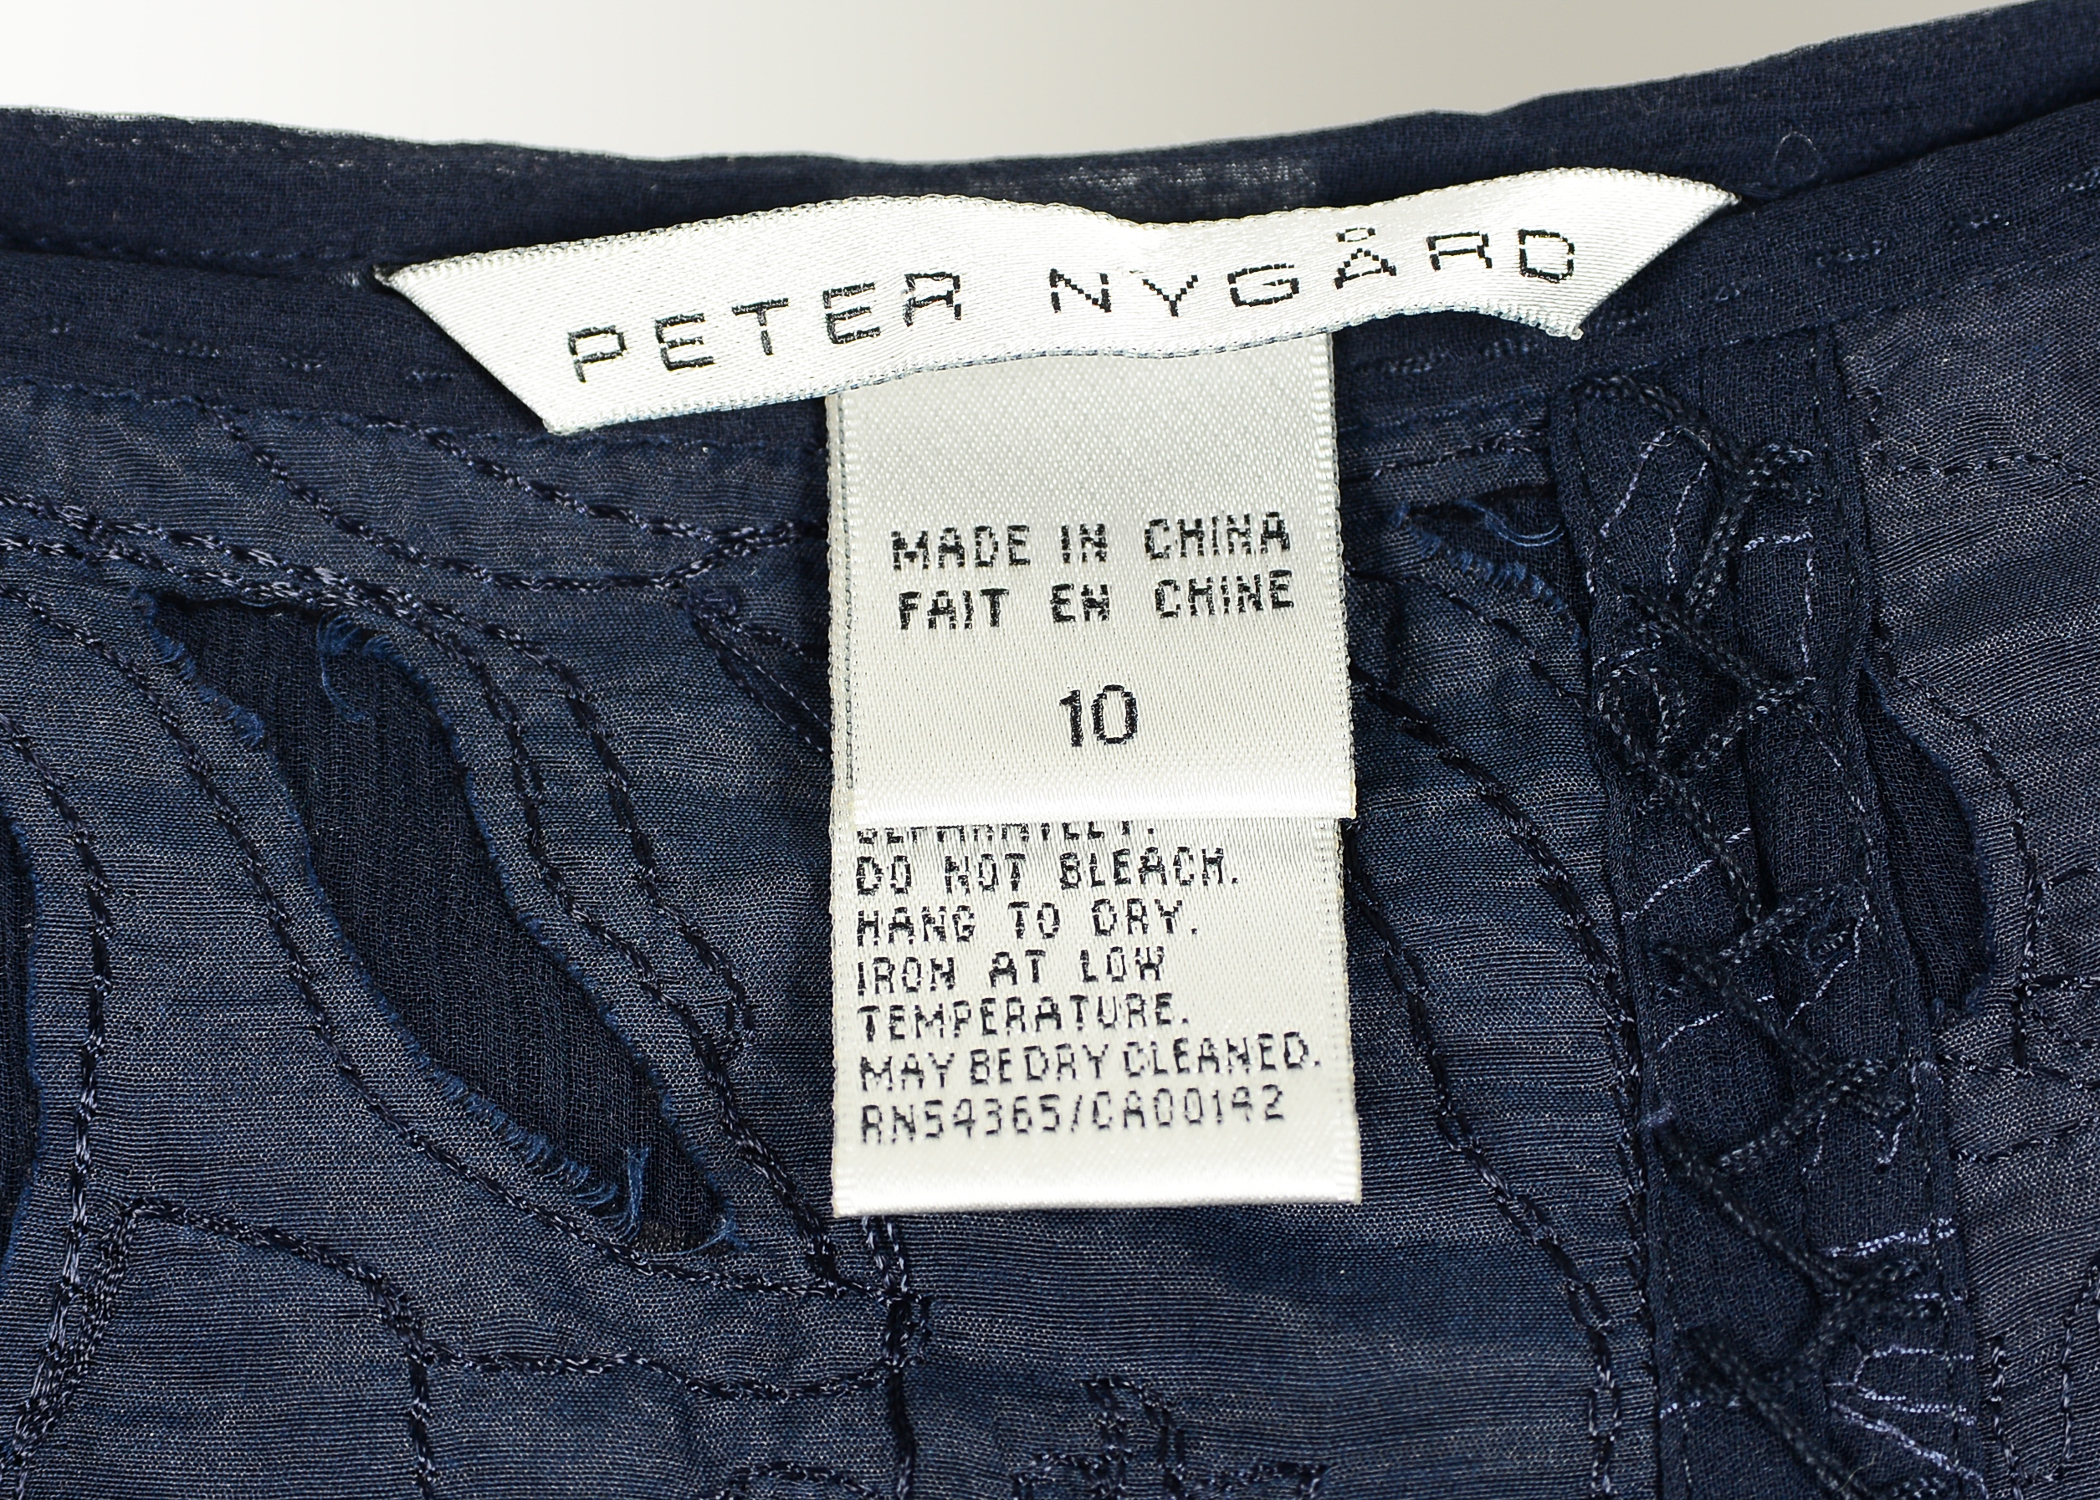 PETER NYGÅRD
MADE IN CHINA
FAIT EN CHINE
10
SEPARATELY.
DO NOT BLEACH.
HANG TO DRY.
IRON AT LOW
TEMPERATURE.
MAY BE DRY CLEANED.
RN54365/CA00142